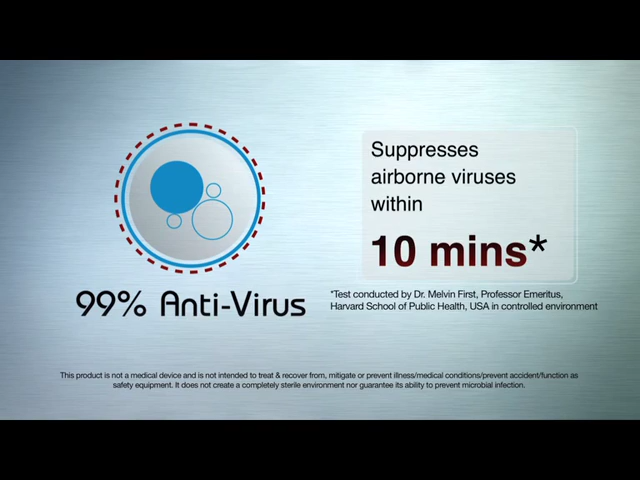 Suppresses
airborne viruses
within
10 mins*
99% Anti-Virus
*Test conducted by Dr. Melvin First, Professor Emeritus,
Harvard School of Public Health, USA in controlled environment
This product is not a medical device and is not intended to treat & recover from, mitigate or prevent illness/medical conditions/prevent accident/function as
safety equipment. It does not create a completely sterile environment nor guarantee its ability to prevent microbial infection.